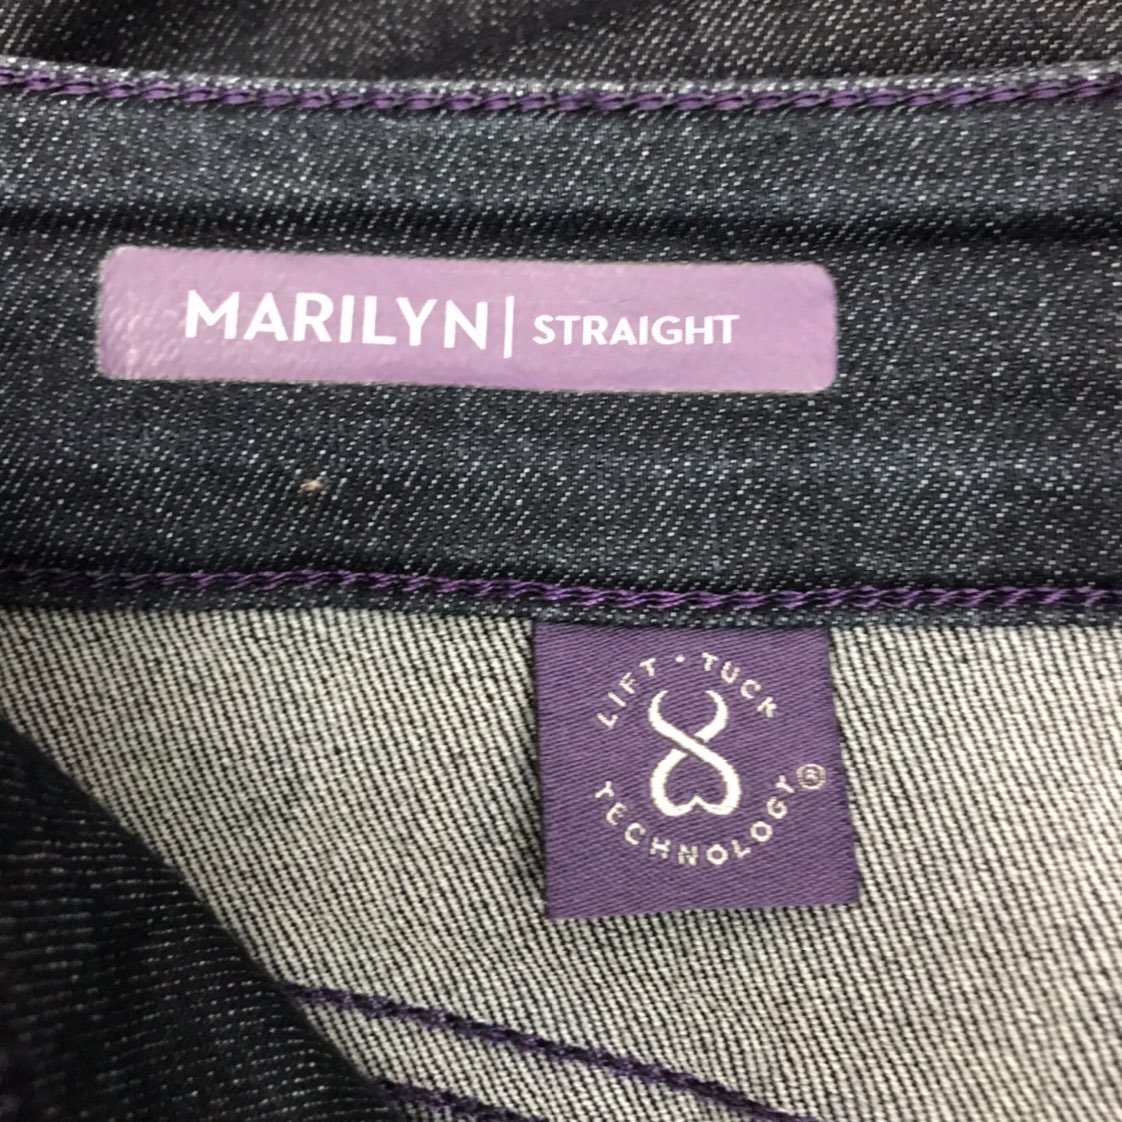 MARILYN | STRAIGHT
LIFT · TUCK
TECHNOLOGY®